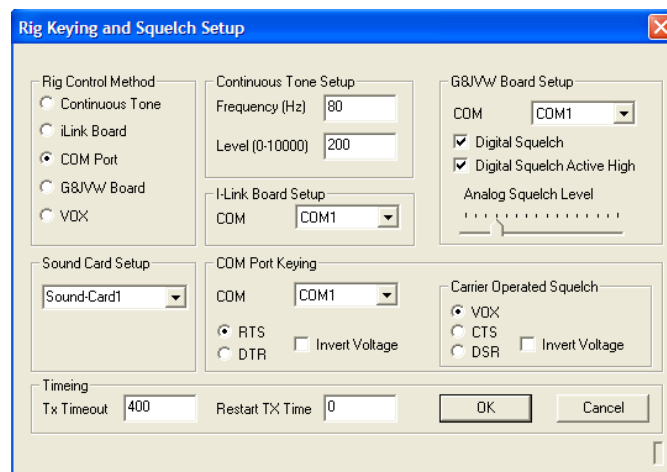 Rig Keying and Squelch Setup
Rig Control Method
Continuous Tone
iLink Board
COM Port
G8JVW Board
VOX
Continuous Tone Setup
Frequency (Hz) 80
Level (0-10000) 200
I-Link Board Setup
COM COM1
G8JVW Board Setup
COM COM1
Digital Squelch
Digital Squelch Active High
Analog Squelch Level
Sound Card Setup
Sound-Card1
COM Port Keying
COM COM1
RTS
DTR
Invert Voltage
Carrier Operated Squelch
VOX
CTS
DSR
Invert Voltage
Timeing
Tx Timeout 400
Restart TX Time 0
OK
Cancel